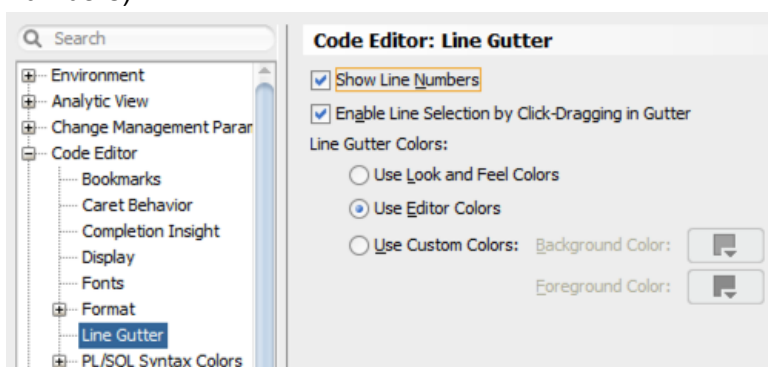 Search
Environment
Analytic View
Change Management Parar
Code Editor
Bookmarks
Caret Behavior
Completion Insight
Display
Fonts
Format
Line Gutter
PL/SQL Syntax Colors
Code Editor: Line Gutter
Show Line Numbers
Enable Line Selection by Click-Dragging in Gutter
Line Gutter Colors:
Use Look and Feel Colors
Use Editor Colors
Use Custom Colors: Background Color:
Foreground Color: